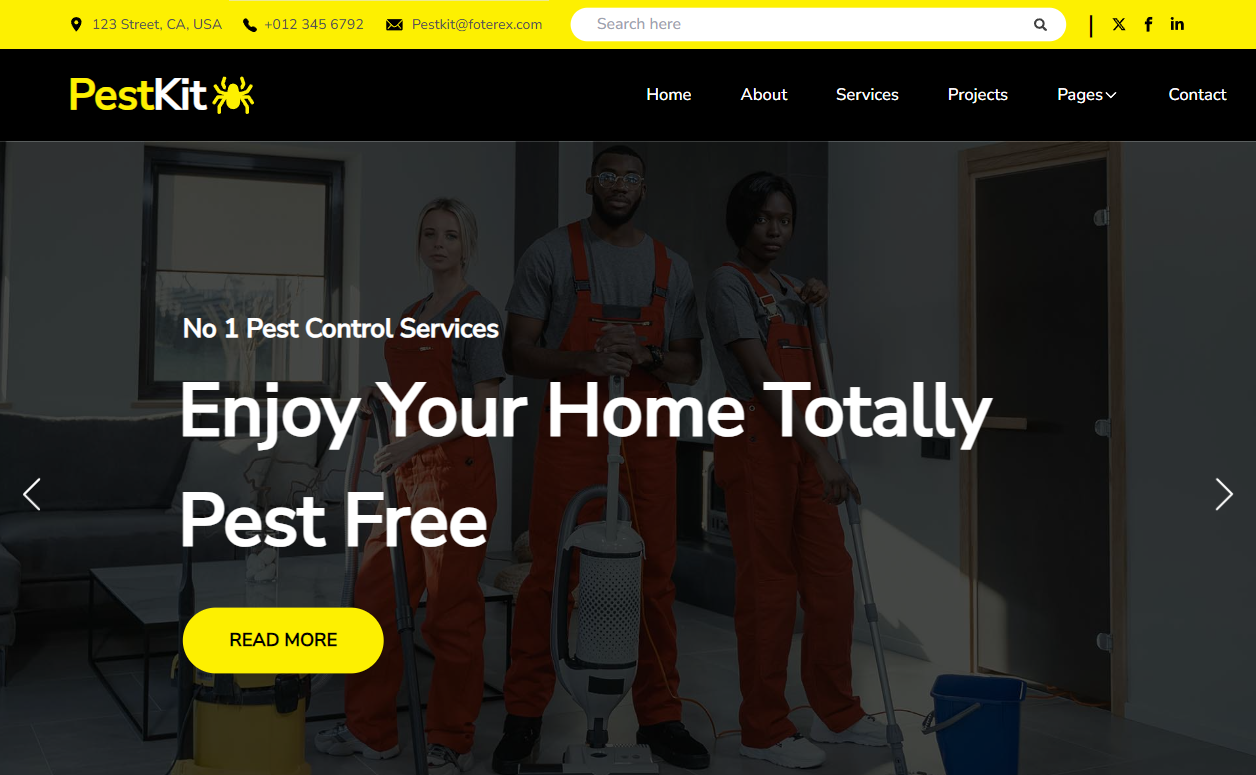 123 Street, CA, USA +012 345 6792 Pestkit@foterex.com Search here
PestKit Home About Services Projects Pages Contact
No 1 Pest Control Services
Enjoy Your Home Totally
Pest Free
READ MORE